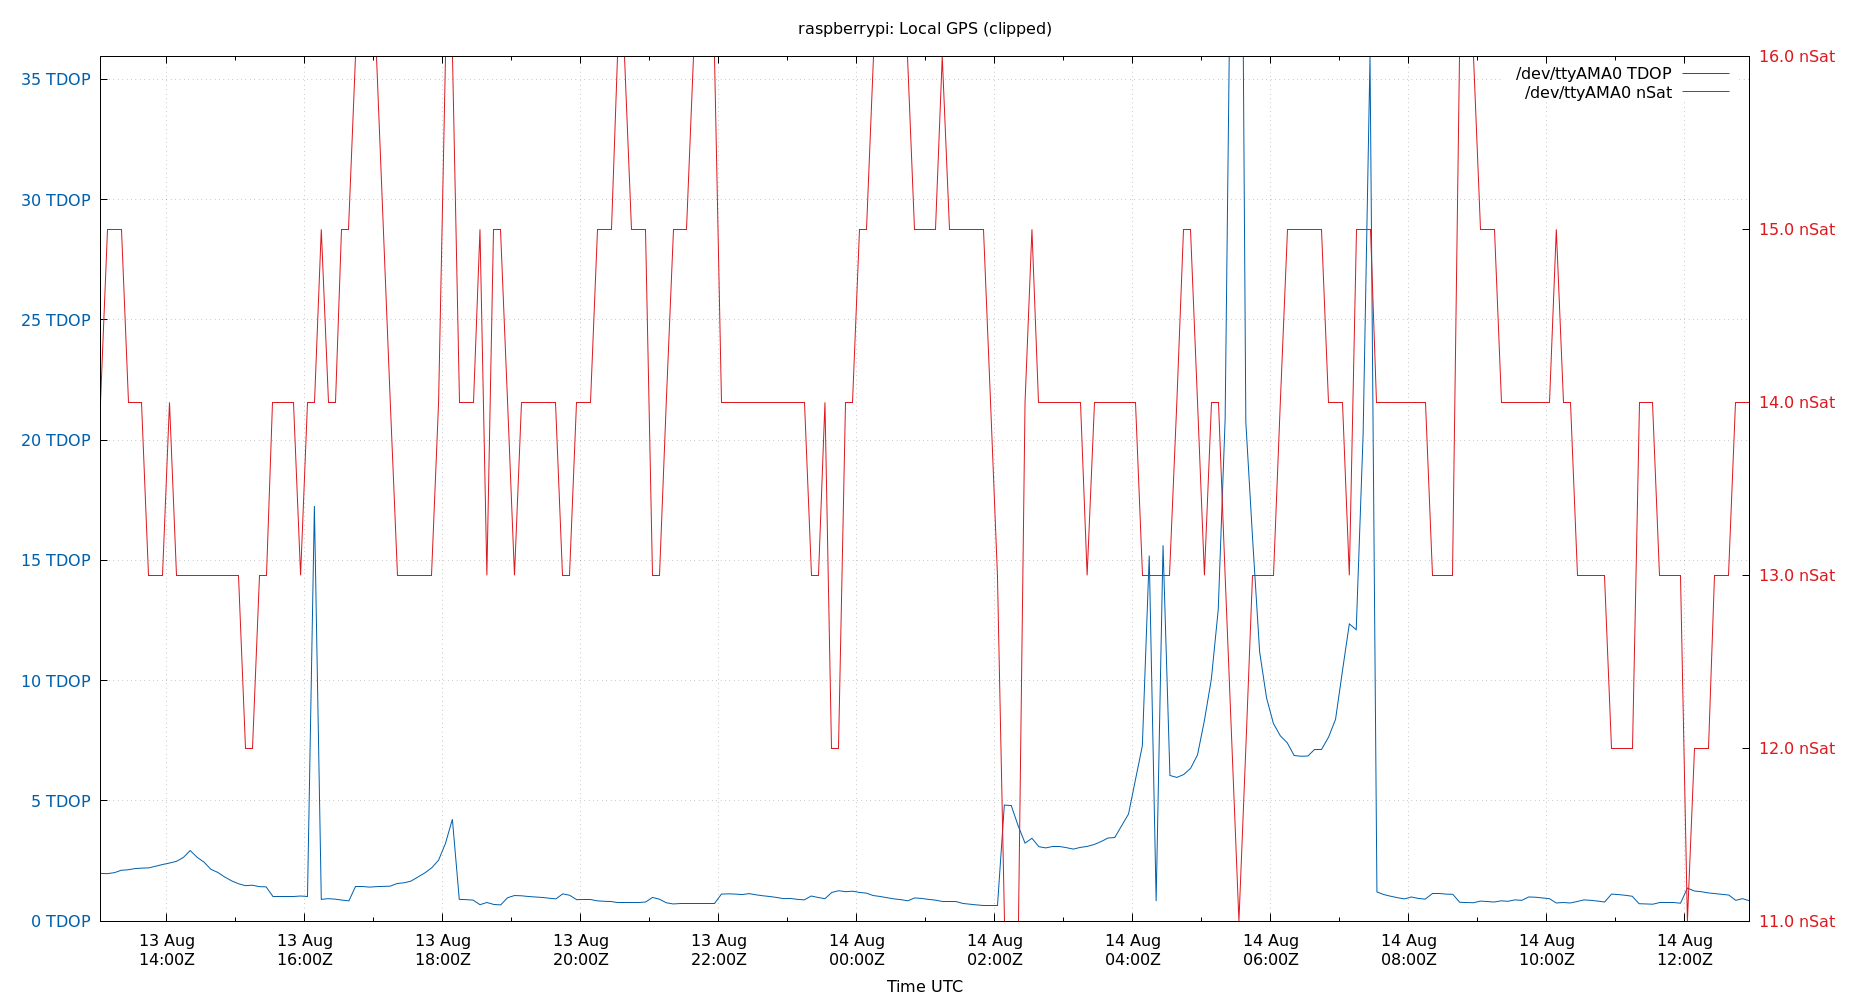 raspberrypi: Local GPS (clipped)
/dev/ttyAMA0 TDOP
/dev/ttyAMA0 nSat
35 TDOP
30 TDOP
25 TDOP
20 TDOP
15 TDOP
10 TDOP
5 TDOP
0 TDOP
16.0 nSat
15.0 nSat
14.0 nSat
13.0 nSat
12.0 nSat
11.0 nSat
13 Aug 13 Aug 13 Aug 13 Aug 13 Aug 14 Aug 14 Aug 14 Aug 14 Aug 14 Aug 14 Aug 14 Aug
14:00Z 16:00Z 18:00Z 20:00Z 22:00Z 00:00Z 02:00Z 04:00Z 06:00Z 08:00Z 10:00Z 12:00Z
Time UTC